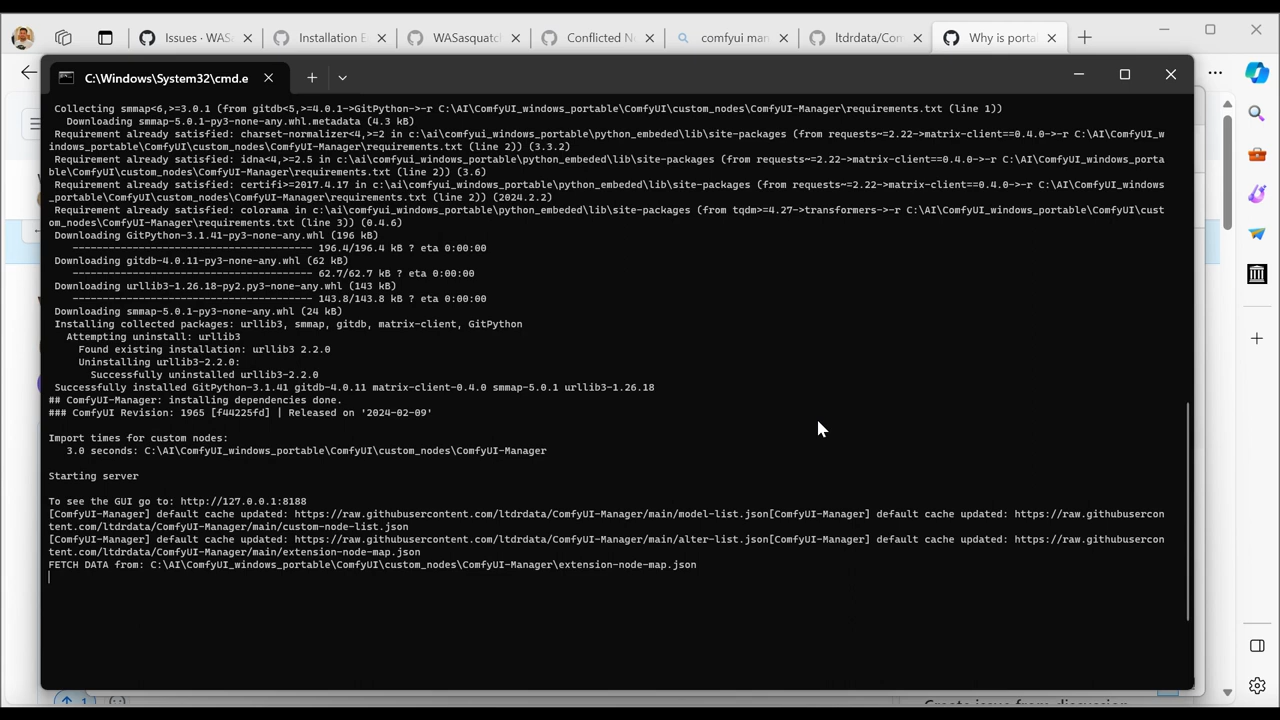 Issues · WAS
Installation E
WASasquatch
Conflicted N
comfyui man
ltdrdata/Com
Why is porta
C:\Windows\System32\cmd.e
Collecting smmap<6,>=3.0.1 (from gitdb<5,>=4.0.1->GitPython->-r C:\AI\ComfyUI_windows_portable\ComfyUI\custom_nodes\ComfyUI-Manager\requirements.txt (line 1))
Downloading smmap-5.0.1-py3-none-any.whl.metadata (4.3 kB)
Requirement already satisfied: charset-normalizer<4,>=2 in c:\ai\comfyui_windows_portable\python_embeded\lib\site-packages (from requests~=2.22->matrix-client==0.4.0->-r C:\AI\ComfyUI_w
indows_portable\ComfyUI\custom_nodes\ComfyUI-Manager\requirements.txt (line 2)) (3.3.2)
Requirement already satisfied: idna<4,>=2.5 in c:\ai\comfyui_windows_portable\python_embeded\lib\site-packages (from requests~=2.22->matrix-client==0.4.0->-r C:\AI\ComfyUI_windows_porta
ble\ComfyUI\custom_nodes\ComfyUI-Manager\requirements.txt (line 2)) (3.6)
Requirement already satisfied: certifi>=2017.4.17 in c:\ai\comfyui_windows_portable\python_embeded\lib\site-packages (from requests~=2.22->matrix-client==0.4.0->-r C:\AI\ComfyUI_windows
_portable\ComfyUI\custom_nodes\ComfyUI-Manager\requirements.txt (line 2)) (2024.2.2)
Requirement already satisfied: colorama in c:\ai\comfyui_windows_portable\python_embeded\lib\site-packages (from tqdm>=4.27->transformers->-r C:\AI\ComfyUI_windows_portable\ComfyUI\cust
om_nodes\ComfyUI-Manager\requirements.txt (line 3)) (0.4.6)
Downloading GitPython-3.1.41-py3-none-any.whl (196 kB)
---------------------------------------- 196.4/196.4 kB ? eta 0:00:00
Downloading gitdb-4.0.11-py3-none-any.whl (62 kB)
---------------------------------------- 62.7/62.7 kB ? eta 0:00:00
Downloading urllib3-1.26.18-py2.py3-none-any.whl (143 kB)
---------------------------------------- 143.8/143.8 kB ? eta 0:00:00
Downloading smmap-5.0.1-py3-none-any.whl (24 kB)
Installing collected packages: urllib3, smmap, gitdb, matrix-client, GitPython
Attempting uninstall: urllib3
Found existing installation: urllib3 2.2.0
Uninstalling urllib3-2.2.0:
Successfully uninstalled urllib3-2.2.0
Successfully installed GitPython-3.1.41 gitdb-4.0.11 matrix-client-0.4.0 smmap-5.0.1 urllib3-1.26.18
## ComfyUI-Manager: installing dependencies done.
### ComfyUI Revision: 1965 [f44225fd] | Released on '2024-02-09'
Import times for custom nodes:
3.0 seconds: C:\AI\ComfyUI_windows_portable\ComfyUI\custom_nodes\ComfyUI-Manager
Starting server
To see the GUI go to: http://127.0.0.1:8188
[ComfyUI-Manager] default cache updated: https://raw.githubusercontent.com/ltdrdata/ComfyUI-Manager/main/model-list.json[ComfyUI-Manager] default cache updated: https://raw.githubusercon
tent.com/ltdrdata/ComfyUI-Manager/main/custom-node-list.json
[ComfyUI-Manager] default cache updated: https://raw.githubusercontent.com/ltdrdata/ComfyUI-Manager/main/alter-list.json[ComfyUI-Manager] default cache updated: https://raw.githubusercon
tent.com/ltdrdata/ComfyUI-Manager/main/extension-node-map.json
FETCH DATA from: C:\AI\ComfyUI_windows_portable\ComfyUI\custom_nodes\ComfyUI-Manager\extension-node-map.json
1
Create issue from discussion